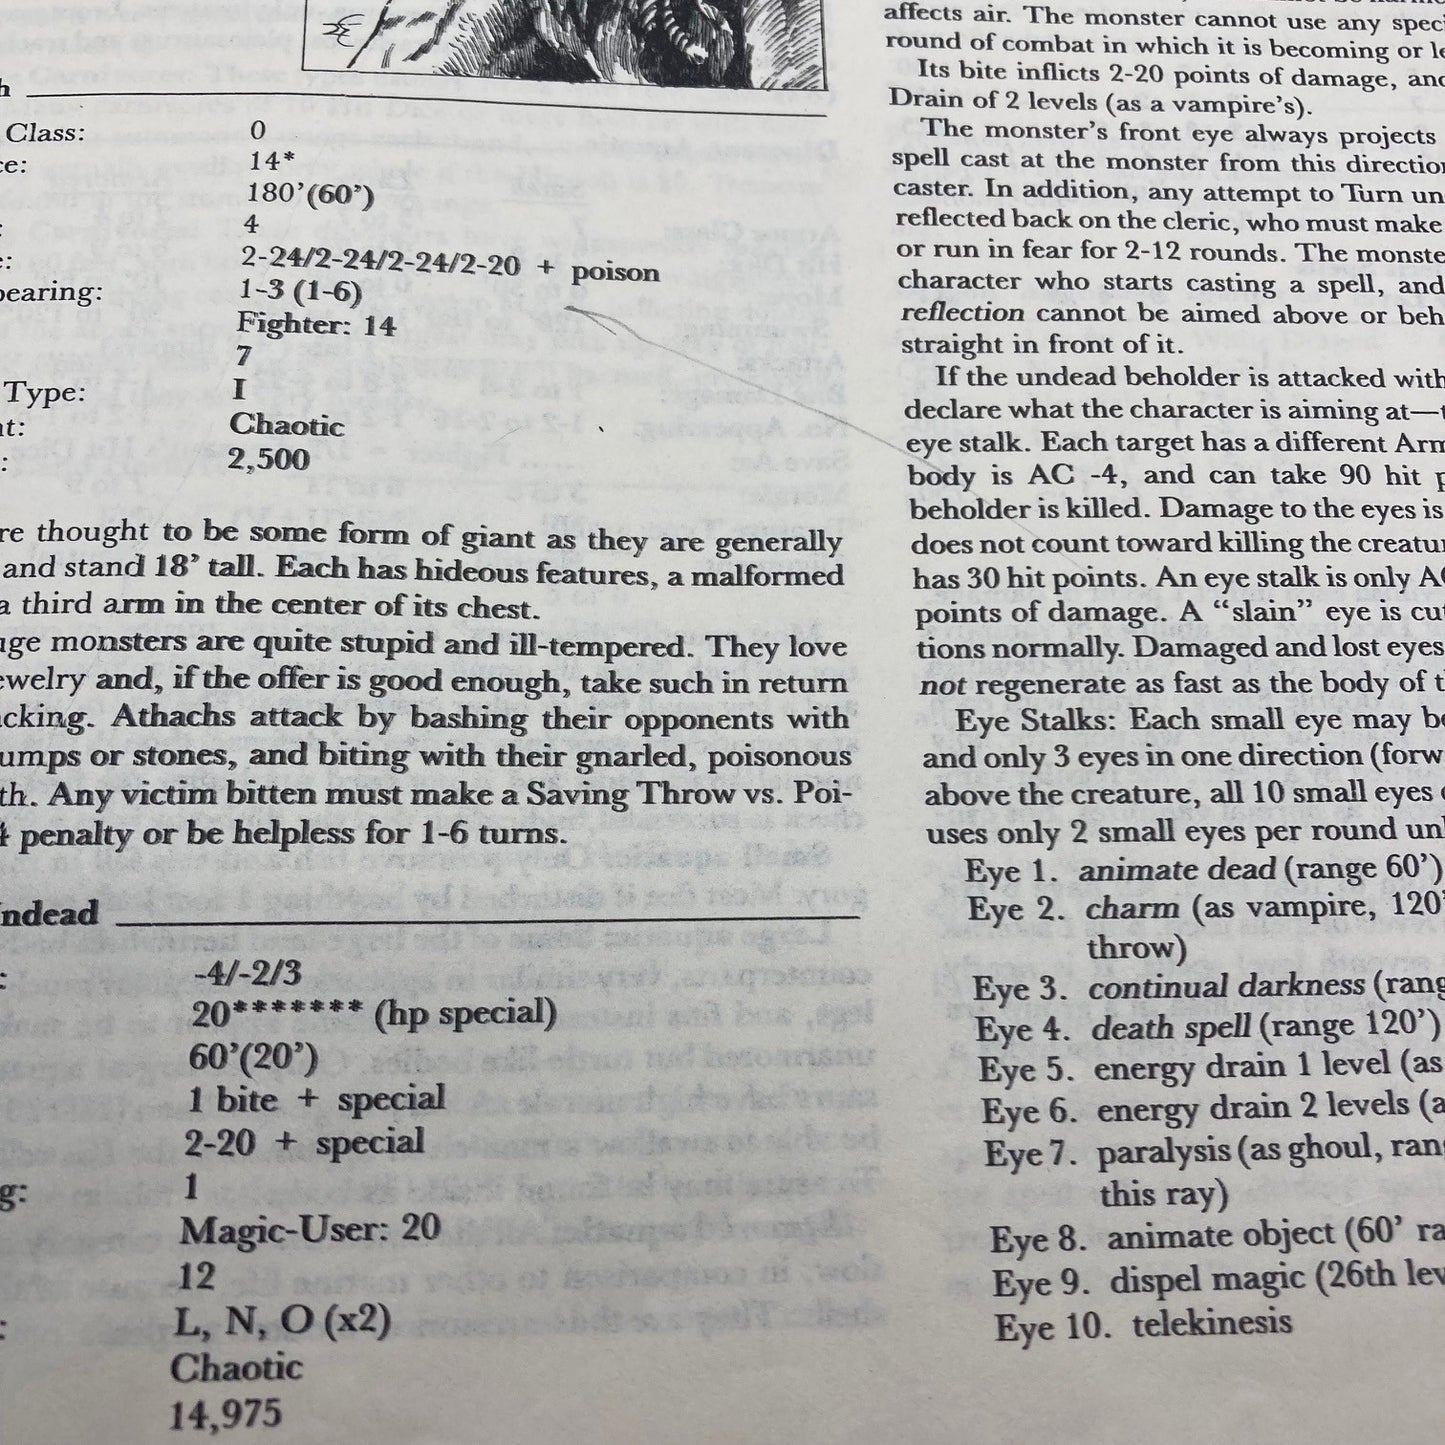 h
Class: 0
ce: 14*
180’(60’)
: 4
e: 2-24/2-24/2-24/2-20 + poison
pearing: 1-3 (1-6)
Fighter: 14
7
Type: I
nt: Chaotic
: 2,500
re thought to be some form of giant as they are generally
and stand 18’ tall. Each has hideous features, a malformed
a third arm in the center of its chest.
uge monsters are quite stupid and ill-tempered. They love
ewelry and, if the offer is good enough, take such in return
acking. Athachs attack by bashing their opponents with
umps or stones, and biting with their gnarled, poisonous
th. Any victim bitten must make a Saving Throw vs. Poi-
4 penalty or be helpless for 1-6 turns.
Undead
: -4/-2/3
20******* (hp special)
60’(20’)
1 bite + special
2-20 + special
g: 1
Magic-User: 20
12
: L, N, O (x2)
Chaotic
14,975
affects air. The monster cannot use any spec
round of combat in which it is becoming or le
Its bite inflicts 2-20 points of damage, and
Drain of 2 levels (as a vampire’s).
The monster’s front eye always projects
spell cast at the monster from this direction
caster. In addition, any attempt to Turn un
reflected back on the cleric, who must make
or run in fear for 2-12 rounds. The monste
character who starts casting a spell, and
reflection cannot be aimed above or beh
straight in front of it.
If the undead beholder is attacked with
declare what the character is aiming at—t
eye stalk. Each target has a different Arm
body is AC -4, and can take 90 hit p
beholder is killed. Damage to the eyes is
does not count toward killing the creatur
has 30 hit points. An eye stalk is only AC
points of damage. A “slain” eye is cut
tions normally. Damaged and lost eyes
not regenerate as fast as the body of t
Eye Stalks: Each small eye may be
and only 3 eyes in one direction (forw
above the creature, all 10 small eyes
uses only 2 small eyes per round unl
Eye 1. animate dead (range 60’)
Eye 2. charm (as vampire, 120’
throw)
Eye 3. continual darkness (rang
Eye 4. death spell (range 120’)
Eye 5. energy drain 1 level (as
Eye 6. energy drain 2 levels (a
Eye 7. paralysis (as ghoul, ran
this ray)
Eye 8. animate object (60’ ra
Eye 9. dispel magic (26th lev
Eye 10. telekinesis